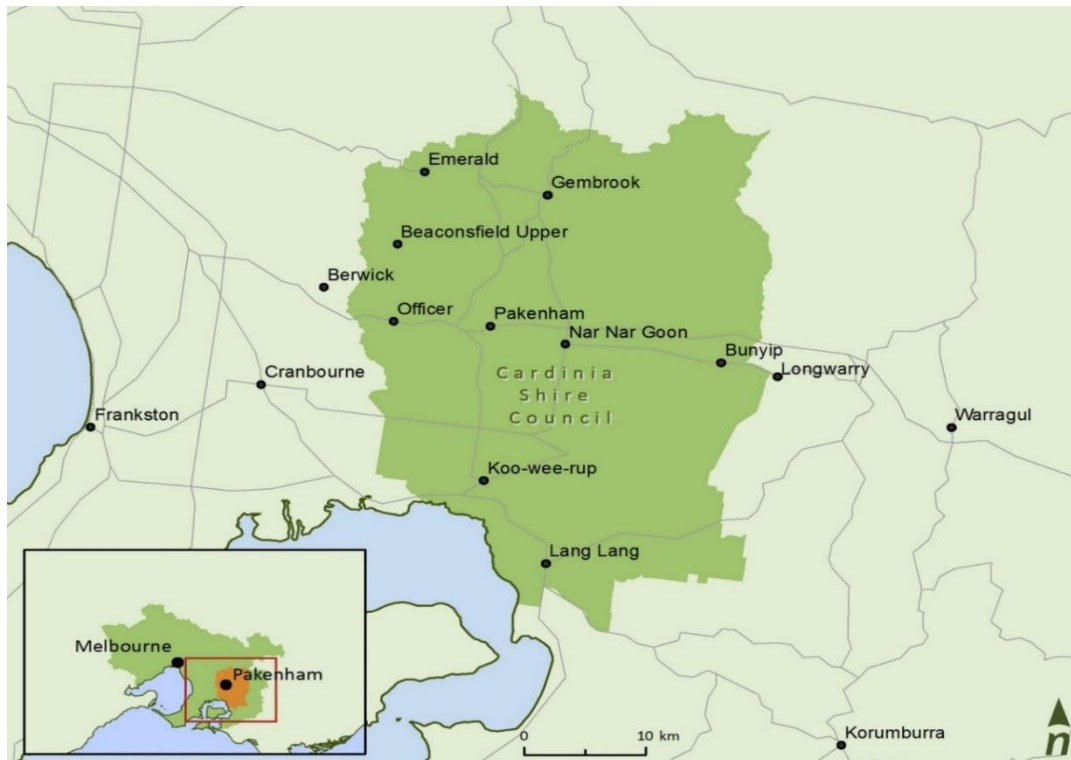 Emerald
Gembrook
Beaconsfield Upper
Berwick
Officer
Pakenham
Nar Nar Goon
Bunyip
Longwarry
Cardinia
Shire
Council
Cranbourne
Frankston
Warragul
Koo-wee-rup
Lang Lang
Melbourne
Pakenham
0 10 km
Korumburra
n